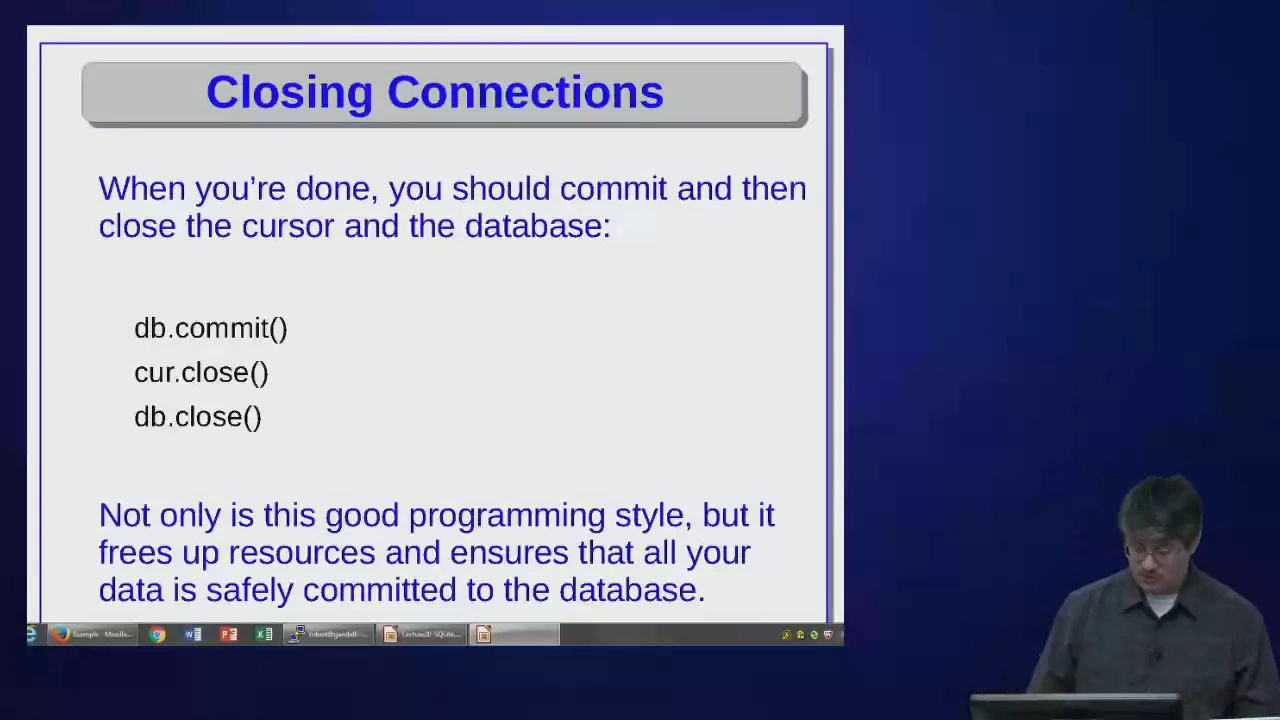 Closing Connections
When you’re done, you should commit and then
close the cursor and the database:
db.commit()
cur.close()
db.close()
Not only is this good programming style, but it
frees up resources and ensures that all your
data is safely committed to the database.
Example Mozilla...